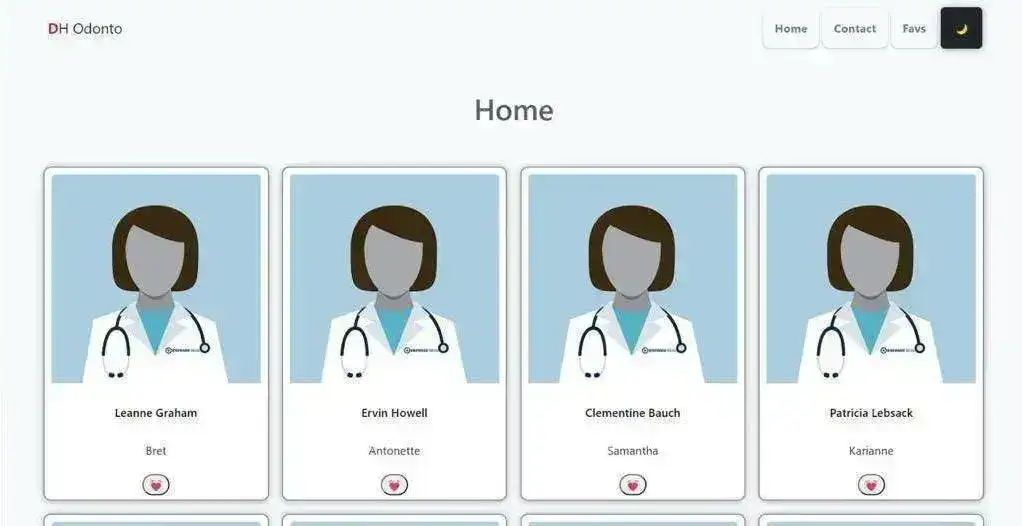 DH Odonto
Home Contact Favs
Home
Leanne Graham Ervin Howell Clementine Bauch Patricia Lebsack
Bret Antonette Samantha Karianne